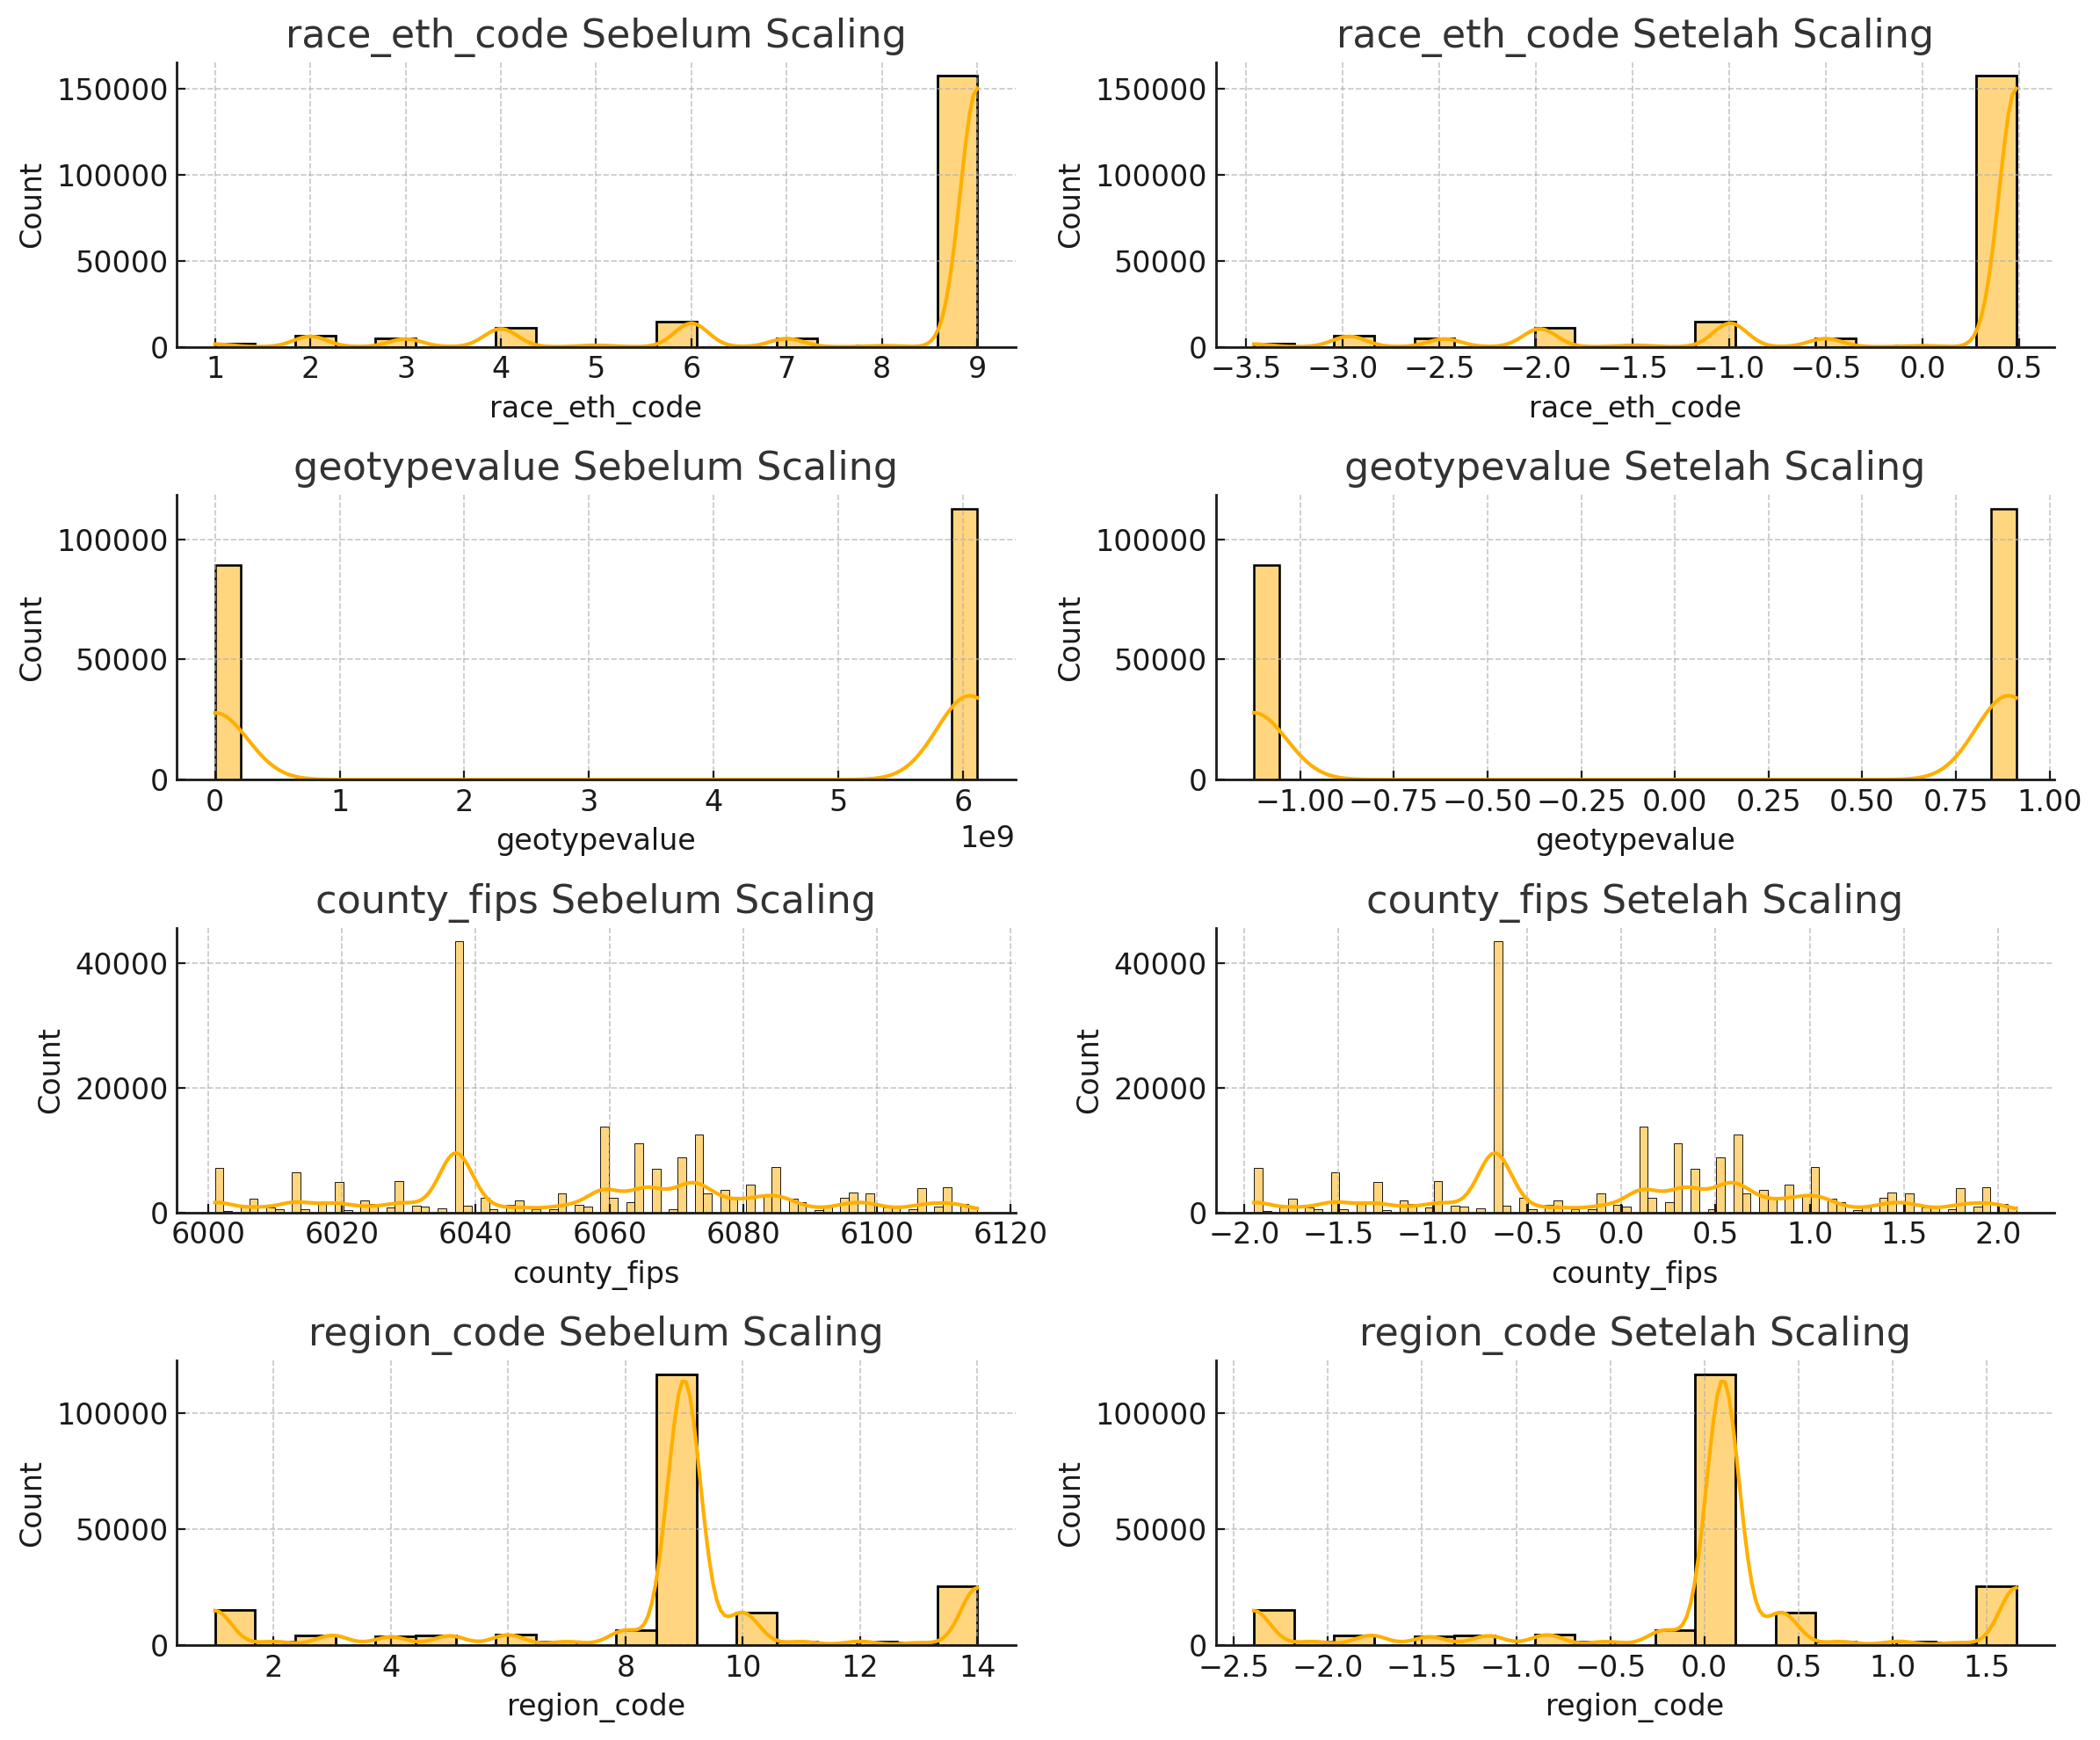 race_eth_code Sebelum Scaling
race_eth_code Setelah Scaling
150000
100000
50000
0
Count
1 2 3 4 5 6 7 8 9
race_eth_code
150000
100000
50000
0
Count
−3.5 −3.0 −2.5 −2.0 −1.5 −1.0 −0.5 0.0 0.5
race_eth_code
geotypevalue Sebelum Scaling
geotypevalue Setelah Scaling
100000
50000
0
Count
0 1 2 3 4 5 6
1e9
geotypevalue
100000
50000
0
Count
−1.00 −0.75 −0.50 −0.25 0.00 0.25 0.50 0.75 1.00
geotypevalue
county_fips Sebelum Scaling
county_fips Setelah Scaling
40000
20000
0
Count
6000 6020 6040 6060 6080 6100 6120
county_fips
40000
20000
0
Count
−2.0 −1.5 −1.0 −0.5 0.0 0.5 1.0 1.5 2.0
county_fips
region_code Sebelum Scaling
region_code Setelah Scaling
100000
50000
0
Count
2 4 6 8 10 12 14
region_code
100000
50000
0
Count
−2.5 −2.0 −1.5 −1.0 −0.5 0.0 0.5 1.0 1.5
region_code